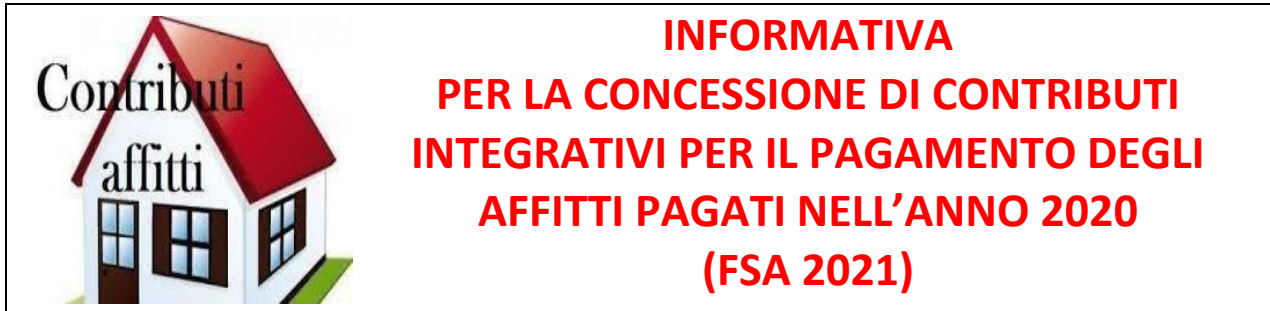 Contributi
affitti
INFORMATIVA
PER LA CONCESSIONE DI CONTRIBUTI
INTEGRATIVI PER IL PAGAMENTO DEGLI
AFFITTI PAGATI NELL’ANNO 2020
(FSA 2021)